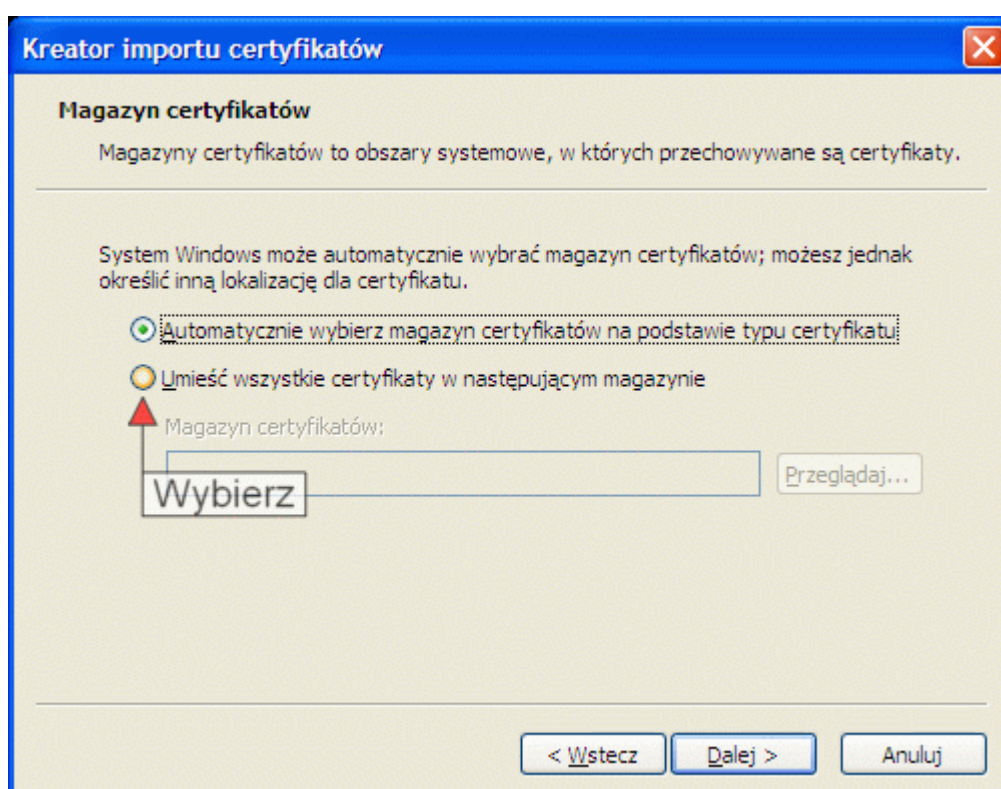 Kreator importu certyfikatów
Magazyn certyfikatów
Magazyny certyfikatów to obszary systemowe, w których przechowywane są certyfikaty.
System Windows może automatycznie wybrać magazyn certyfikatów; możesz jednak
określić inną lokalizację dla certyfikatu.
Automatycznie wybierz magazyn certyfikatów na podstawie typu certyfikatu
Umieść wszystkie certyfikaty w następującym magazynie
Magazyn certyfikatów:
Przeglądaj...
Wybierz
< Wstecz
Dalej >
Anuluj